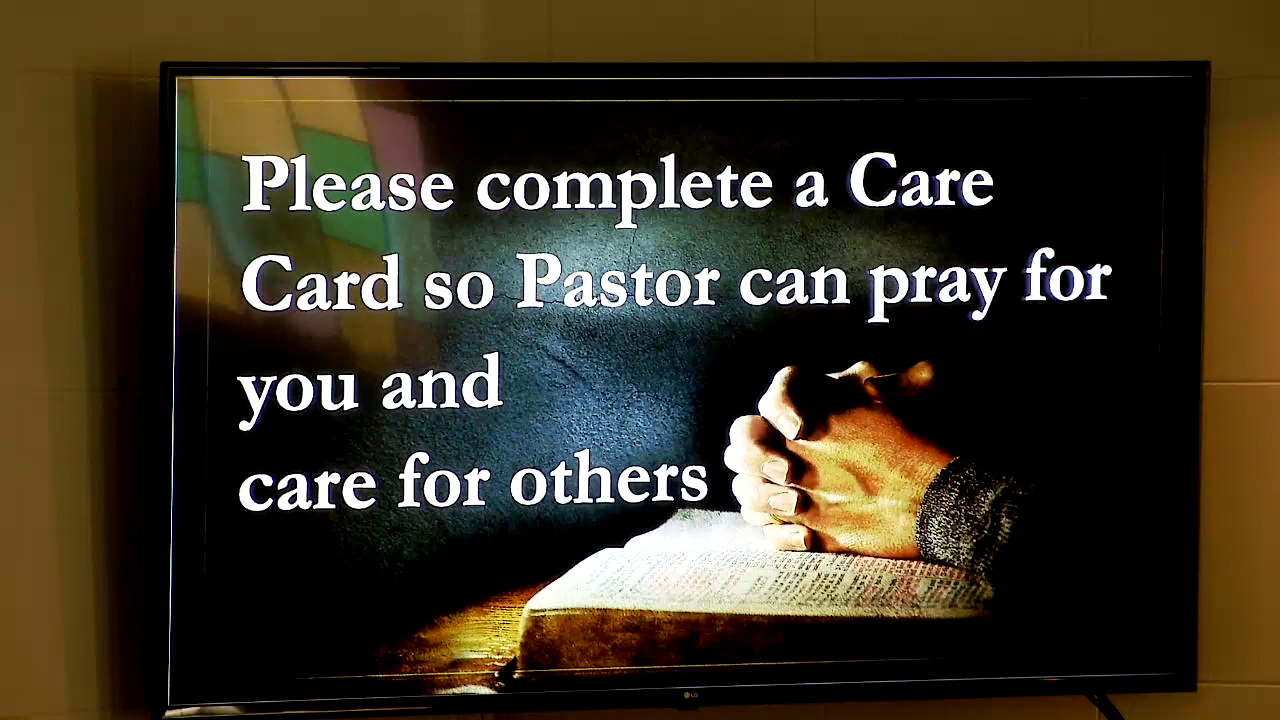 Please complete a Care
Card so Pastor can pray for
you and
care for others
LG